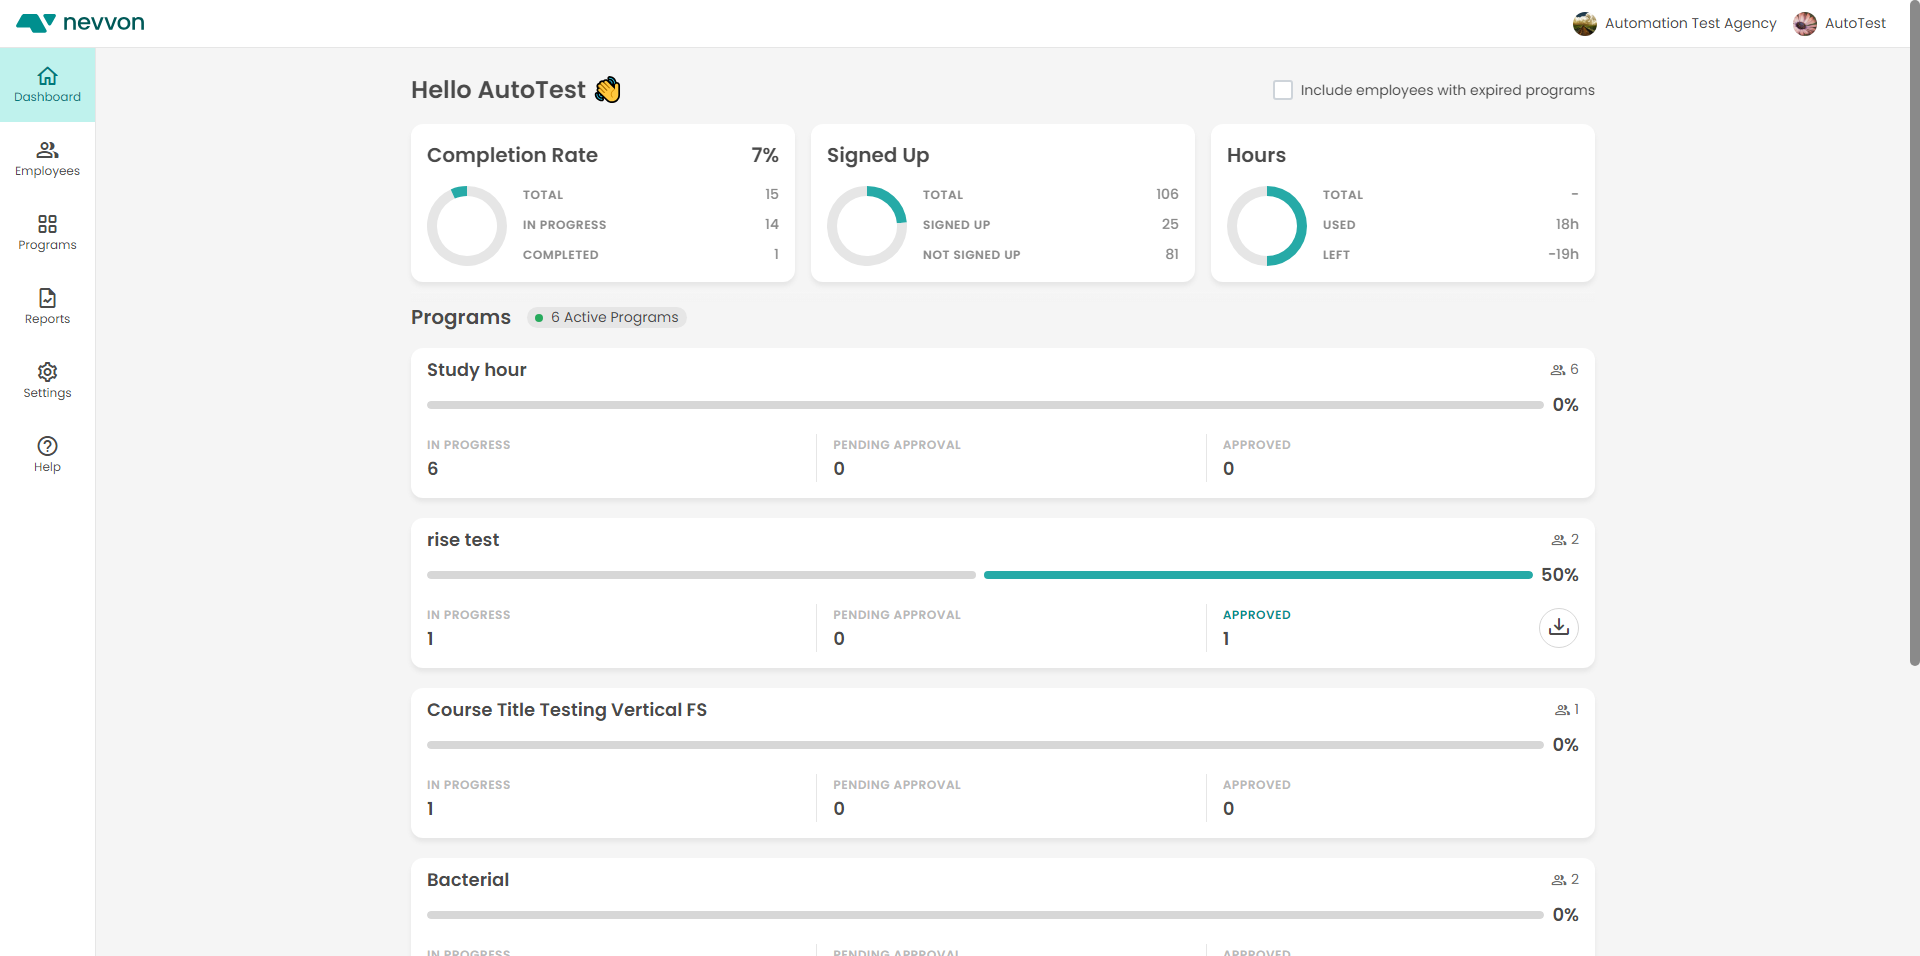 nevvon
Automation Test Agency
AutoTest
Dashboard
Employees
Programs
Reports
Settings
Help
Hello AutoTest 👋
Include employees with expired programs
Completion Rate 7%
TOTAL 15
IN PROGRESS 14
COMPLETED 1
Signed Up
TOTAL 106
SIGNED UP 25
NOT SIGNED UP 81
Hours
TOTAL -
USED 18h
LEFT -19h
Programs
6 Active Programs
Study hour 6
0%
IN PROGRESS PENDING APPROVAL APPROVED
6 0 0
rise test 2
50%
IN PROGRESS PENDING APPROVAL APPROVED
1 0 1
Course Title Testing Vertical FS 1
0%
IN PROGRESS PENDING APPROVAL APPROVED
1 0 0
Bacterial 2
0%
IN PROGRESS PENDING APPROVAL APPROVED